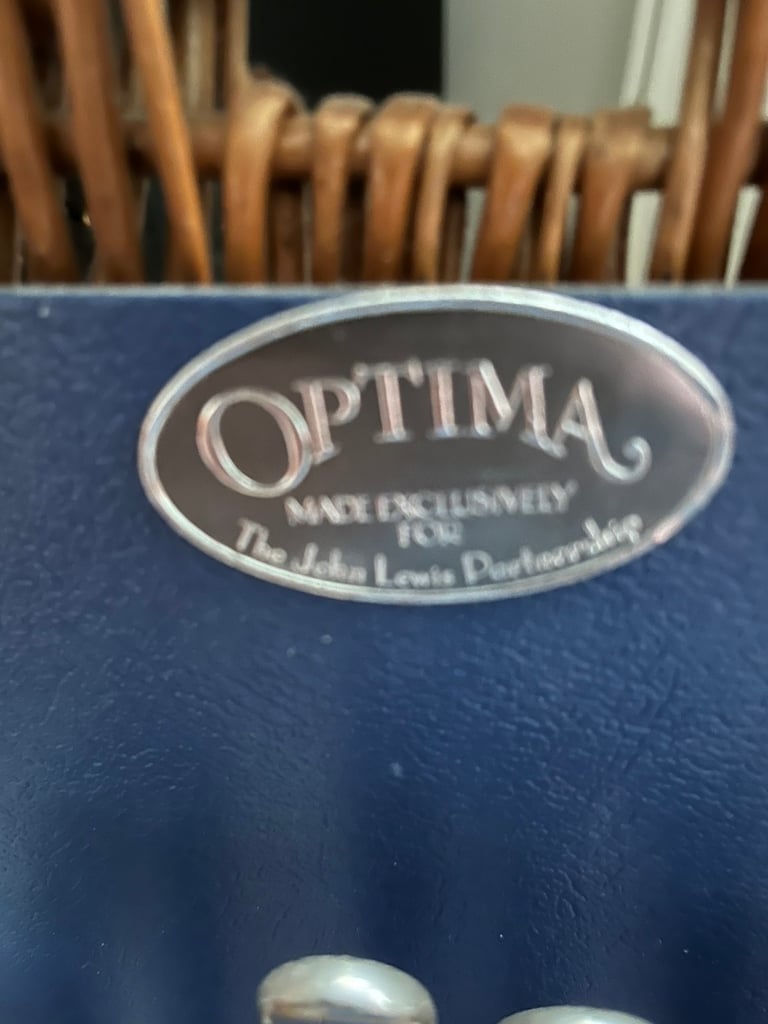 OPTIMA
MADE EXCLUSIVELY
FOR
The John Lewis Partnership